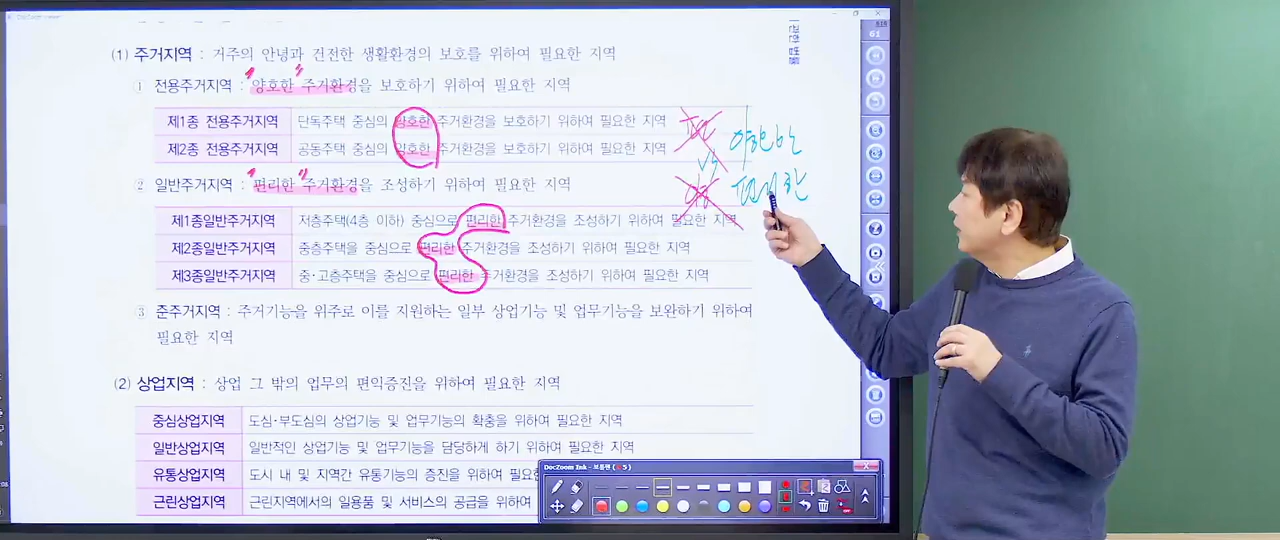 관한 법률
61
(1) 주거지역 : 거주의 안녕과 건전한 생활환경의 보호를 위하여 필요한 지역
① 전용주거지역 : "양호한" 주거환경을 보호하기 위하여 필요한 지역
제1종 전용주거지역 단독주택 중심의 양호한 주거환경을 보호하기 위하여 필요한 지역
제2종 전용주거지역 공동주택 중심의 양호한 주거환경을 보호하기 위하여 필요한 지역
양호한
vs
편리한
② 일반주거지역 : "편리한" 주거환경을 조성하기 위하여 필요한 지역
제1종일반주거지역 저층주택(4층 이하) 중심으로 편리한 주거환경을 조성하기 위하여 필요한 지역
제2종일반주거지역 중층주택을 중심으로 편리한 주거환경을 조성하기 위하여 필요한 지역
제3종일반주거지역 중·고층주택을 중심으로 편리한 주거환경을 조성하기 위하여 필요한 지역
③ 준주거지역 : 주거기능을 위주로 이를 지원하는 일부 상업기능 및 업무기능을 보완하기 위하여
필요한 지역
(2) 상업지역 : 상업 그 밖의 업무의 편익증진을 위하여 필요한 지역
중심상업지역 도심·부도심의 상업기능 및 업무기능의 확충을 위하여 필요한 지역
일반상업지역 일반적인 상업기능 및 업무기능을 담당하게 하기 위하여 필요한 지역
유통상업지역 도시 내 및 지역간 유통기능의 증진을 위하여 필요한
근린상업지역 근린지역에서의 일용품 및 서비스의 공급을 위하여
DocZoom Ink - 보통펜 ( 5 )